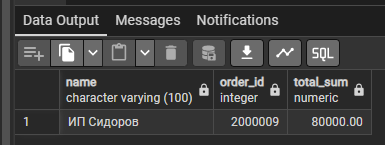 Data Output Messages Notifications
SQL
name order_id total_sum
character varying (100) integer numeric
1 ИП Сидоров 2000009 80000.00